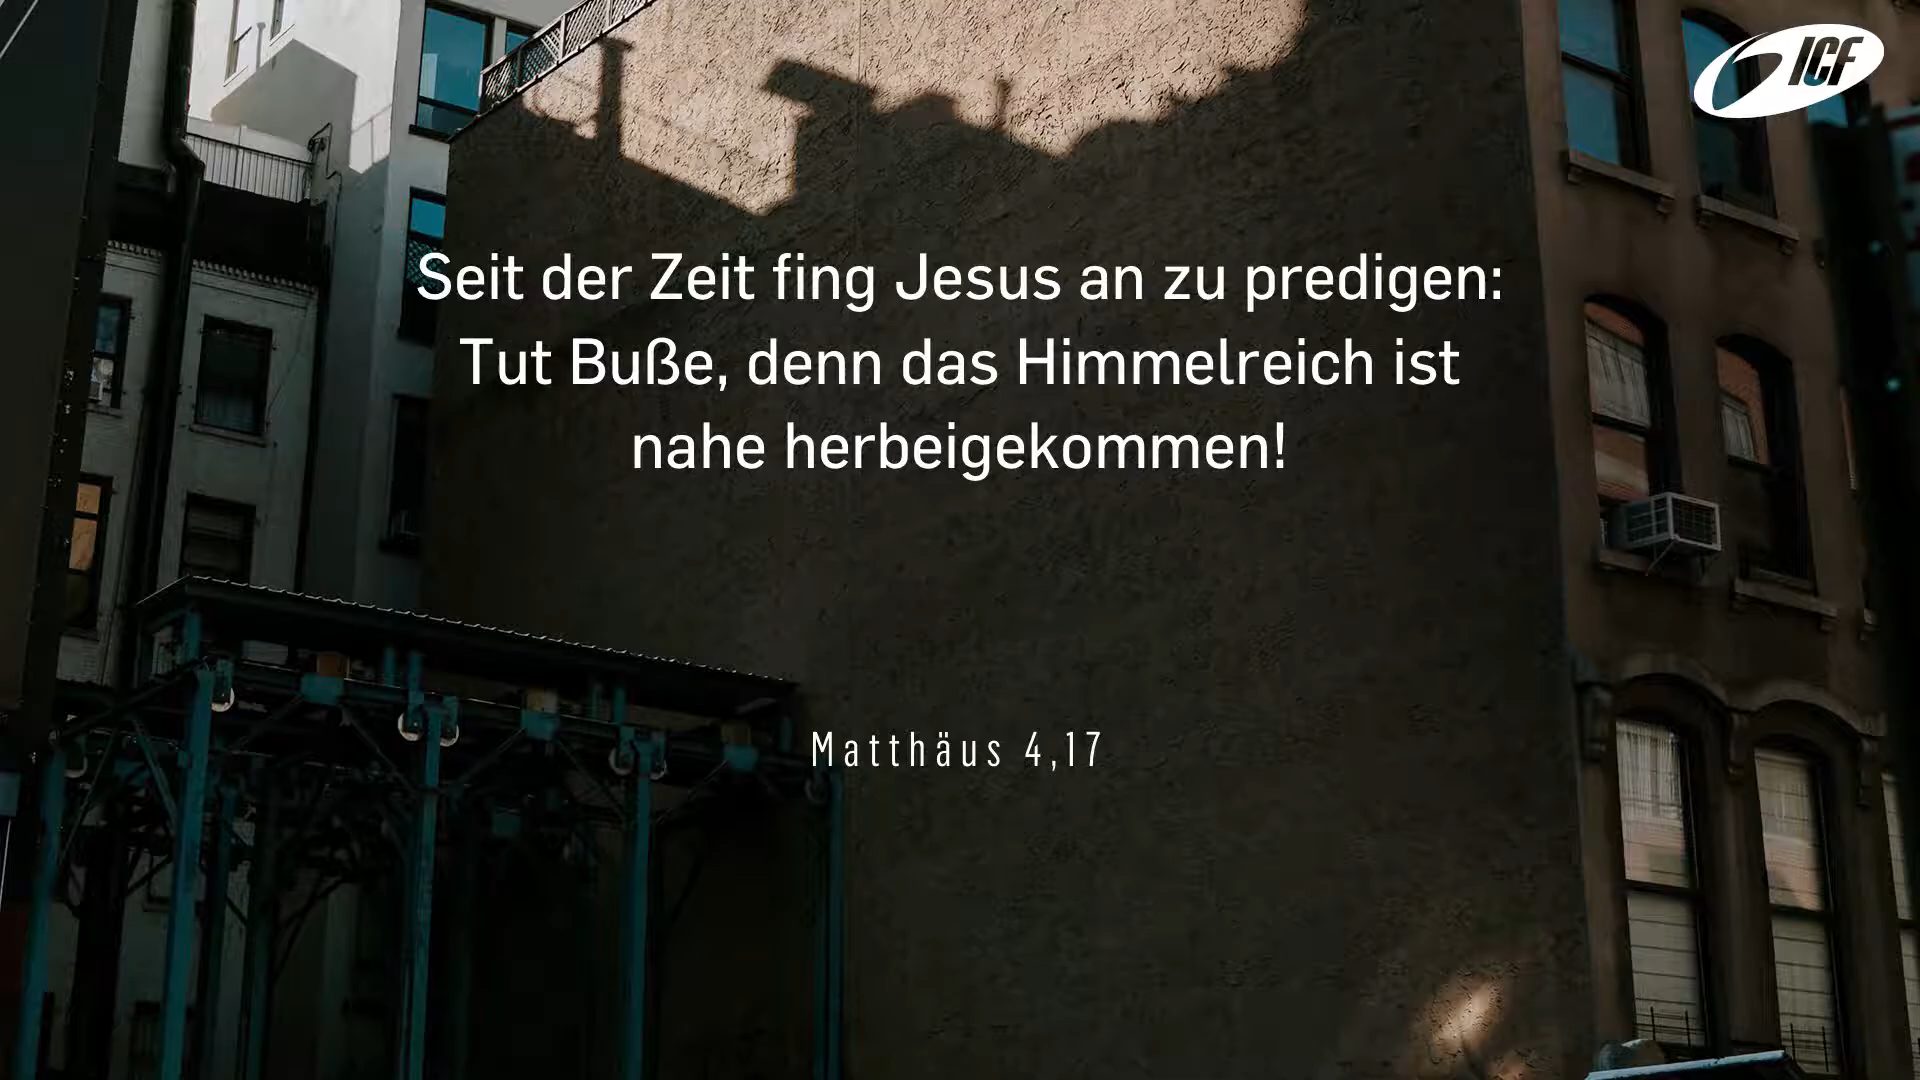 ICF
Seit der Zeit fing Jesus an zu predigen:
Tut Buße, denn das Himmelreich ist
nahe herbeigekommen!
Matthäus 4,17